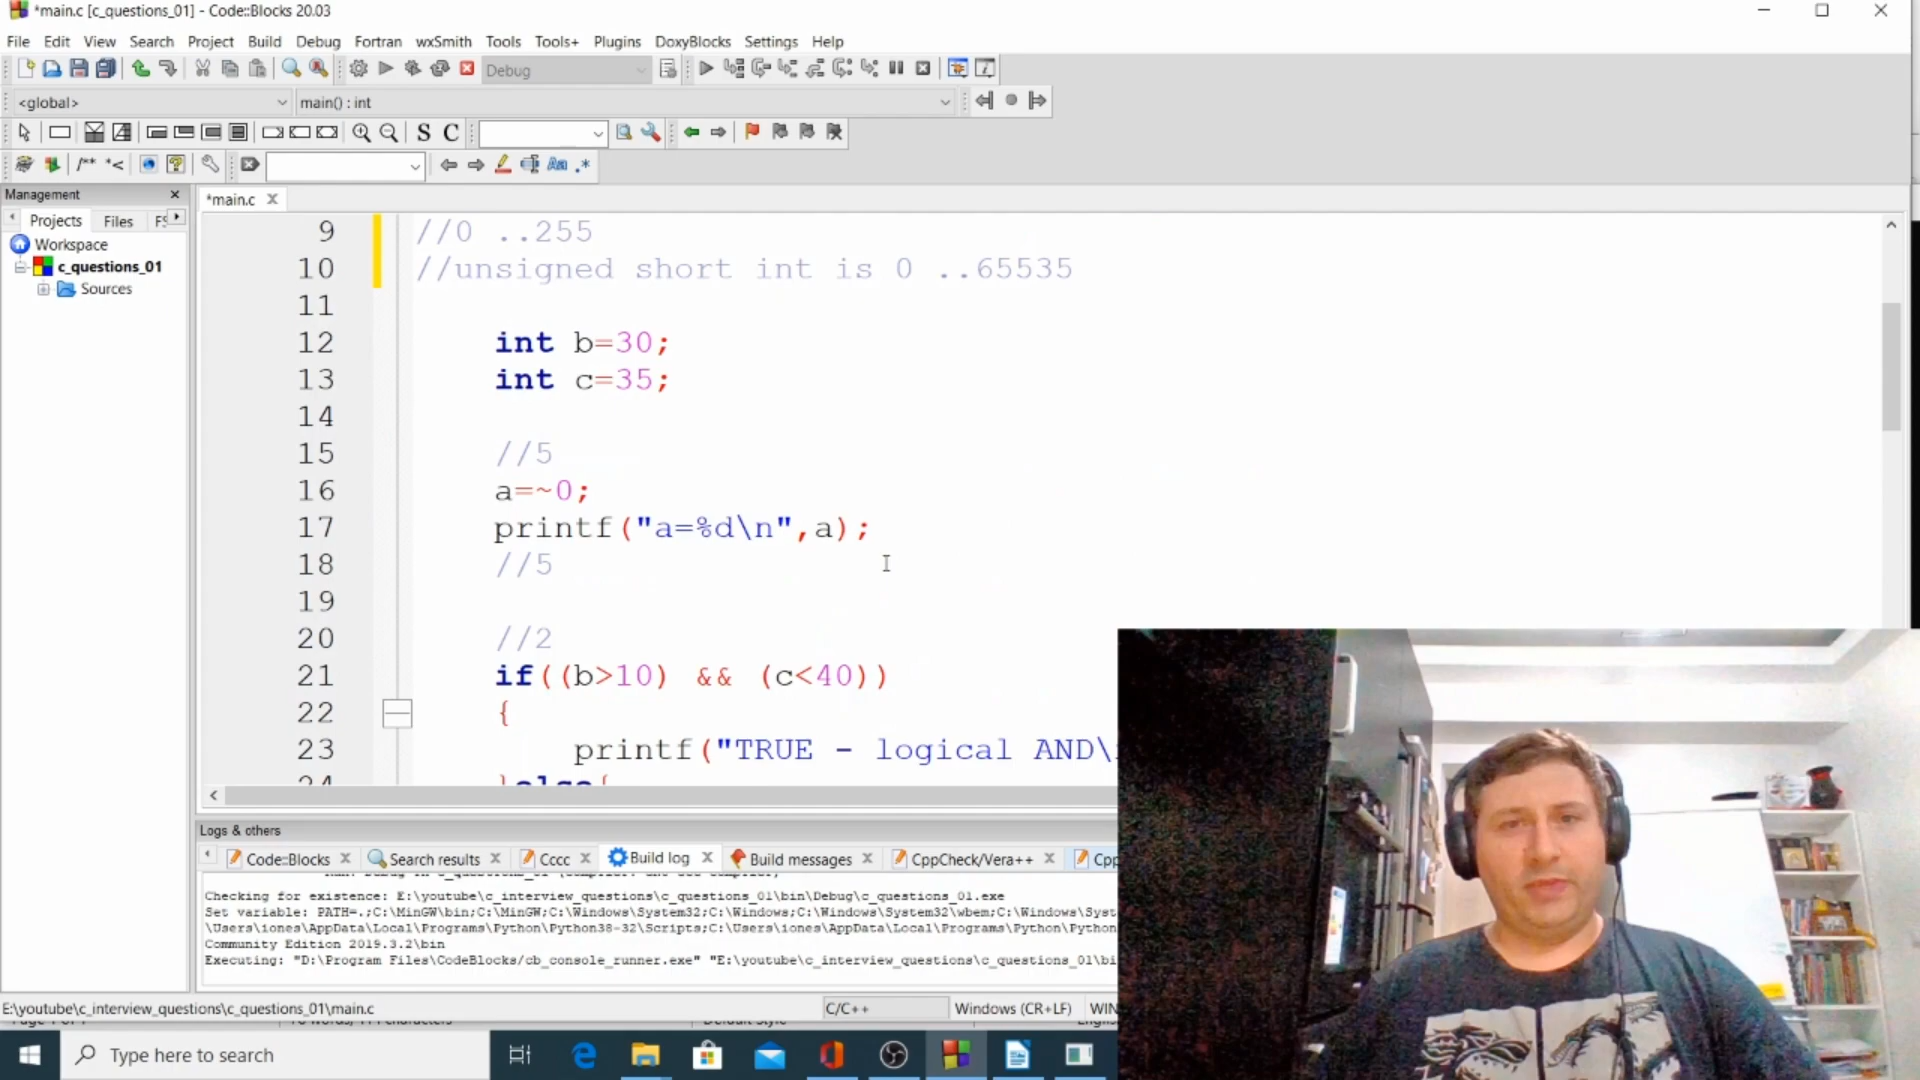 *main.c [c_questions_01] - Code::Blocks 20.03
File Edit View Search Project Build Debug Fortran wxSmith Tools Tools+ Plugins DoxyBlocks Settings Help
Debug
<global> main() : int
S C
/** *<
Aa .*
Management
*main.c
Projects Files FS
Workspace
c_questions_01
Sources
9 //0 ..255
10 //unsigned short int is 0 ..65535
11
12 int b=30;
13 int c=35;
14
15 //5
16 a=~0;
17 printf("a=%d\n",a);
18 //5
19
20 //2
21 if((b>10) && (c<40))
22 {
23 printf("TRUE - logical AND\
24 }else{
Logs & others
Code::Blocks Search results Cccc Build log Build messages CppCheck/Vera++ Cpp
Checking for existence: E:\youtube\c_interview_questions\c_questions_01\bin\Debug\c_questions_01.exe
Set variable: PATH=.;C:\MinGW\bin;C:\MinGW;C:\Windows\System32;C:\Windows;C:\Windows\System32\wbem;C:\Windows\Syst
\Users\iones\AppData\Local\Programs\Python\Python38-32\Scripts;C:\Users\iones\AppData\Local\Programs\Python\Python
Community Edition 2019.3.2\bin
Executing: "D:\Program Files\CodeBlocks/cb_console_runner.exe" "E:\youtube\c_interview_questions\c_questions_01\bi
E:\youtube\c_interview_questions\c_questions_01\main.c C/C++ Windows (CR+LF) WIN
Type here to search